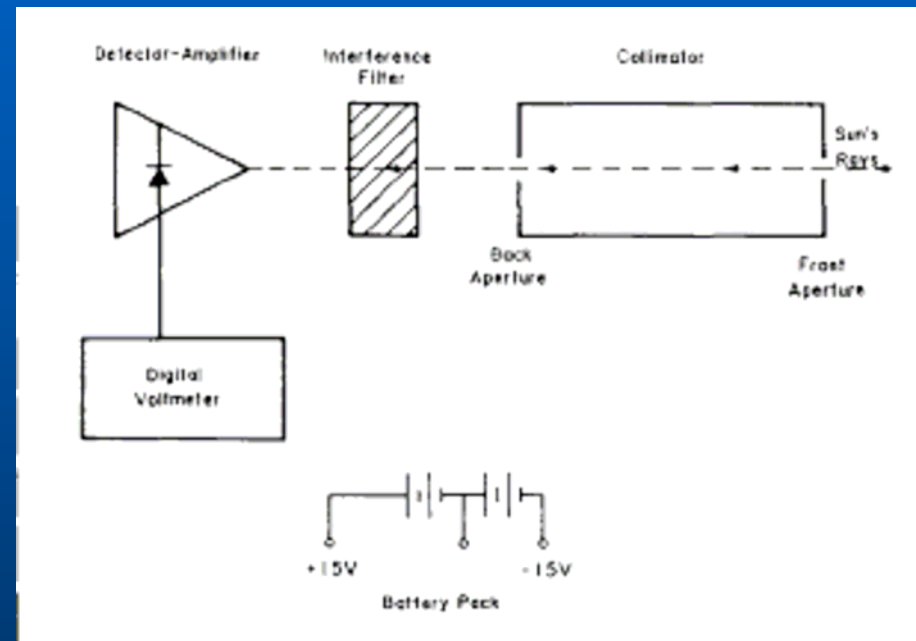 Detector-Amplifier
Interference
Filter
Collimator
Sun's
Rays
Back
Aperture
Front
Aperture
Digital
Voltmeter
+15V
-15V
Battery Pack